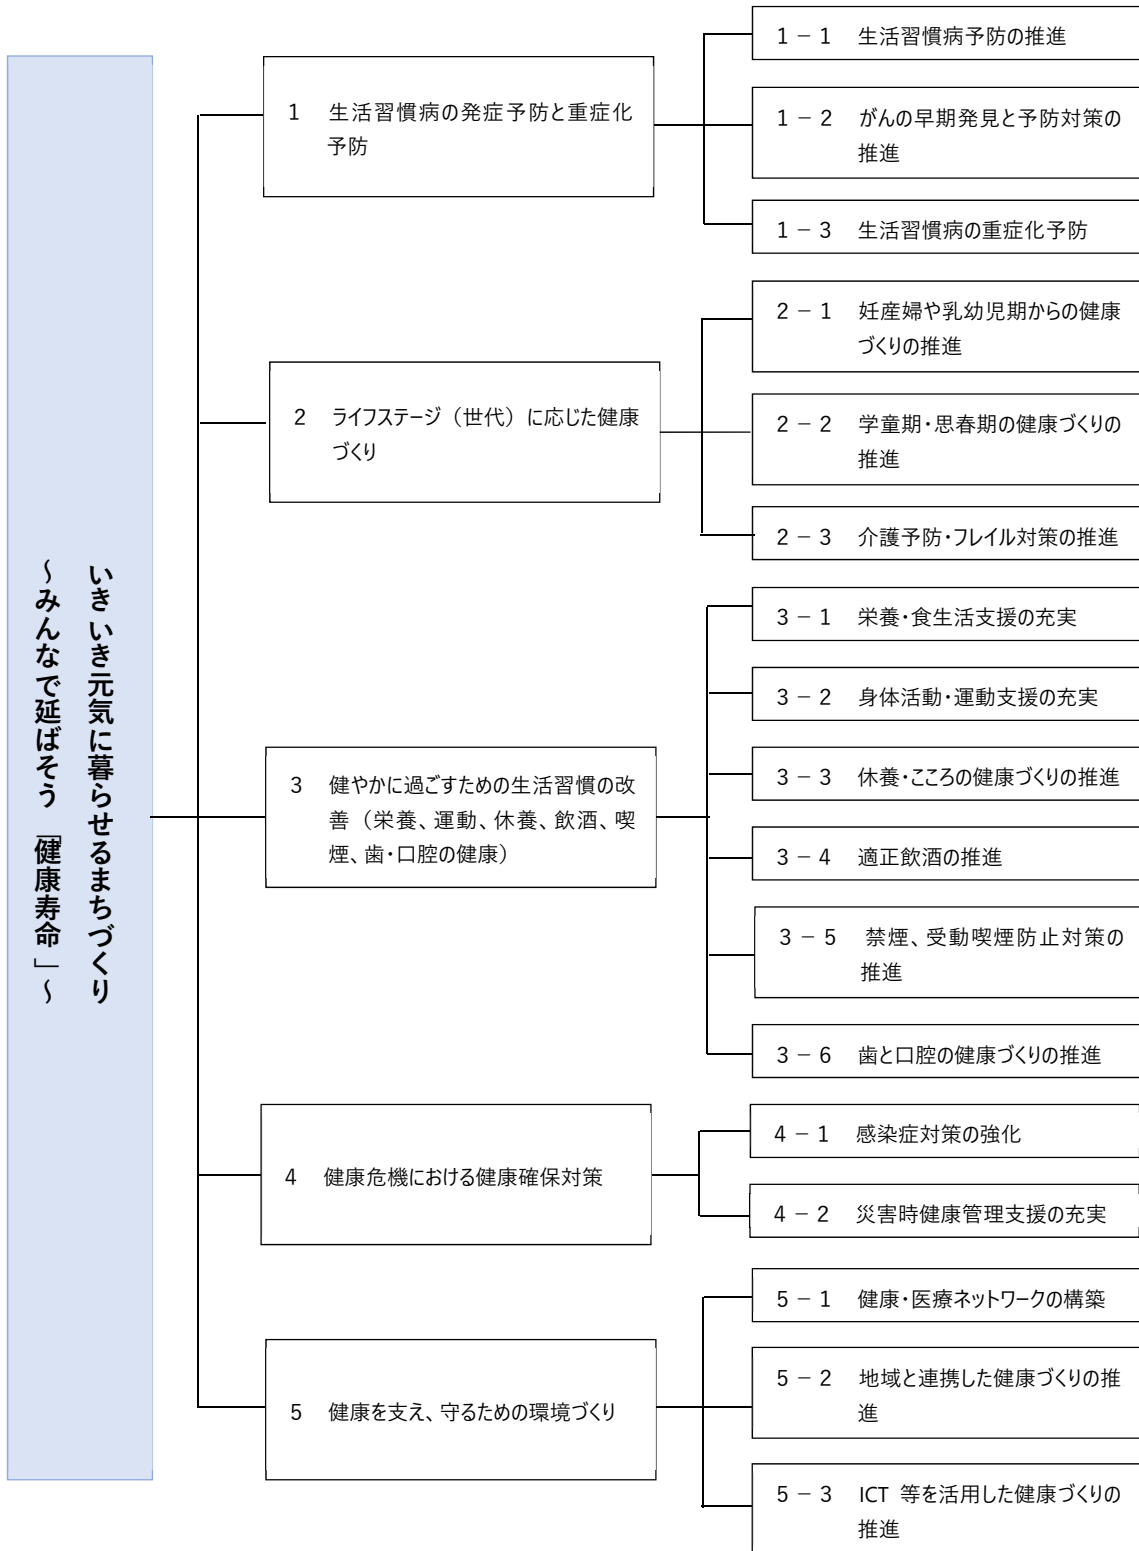 いきいき元気に暮らせるまちづくり
～みんなで延ばそう「健康寿命」～
1 生活習慣病の発症予防と重症化
予防
1－1 生活習慣病予防の推進
1－2 がんの早期発見と予防対策の
推進
1－3 生活習慣病の重症化予防
2 ライフステージ（世代）に応じた健康
づくり
2－1 妊産婦や乳幼児期からの健康
づくりの推進
2－2 学童期・思春期の健康づくりの
推進
2－3 介護予防・フレイル対策の推進
3 健やかに過ごすための生活習慣の改
善（栄養、運動、休養、飲酒、喫
煙、歯・口腔の健康）
3－1 栄養・食生活支援の充実
3－2 身体活動・運動支援の充実
3－3 休養・こころの健康づくりの推進
3－4 適正飲酒の推進
3－5 禁煙、受動喫煙防止対策の
推進
3－6 歯と口腔の健康づくりの推進
4 健康危機における健康確保対策
4－1 感染症対策の強化
4－2 災害時健康管理支援の充実
5 健康を支え、守るための環境づくり
5－1 健康・医療ネットワークの構築
5－2 地域と連携した健康づくりの推
進
5－3 ICT 等を活用した健康づくりの
推進